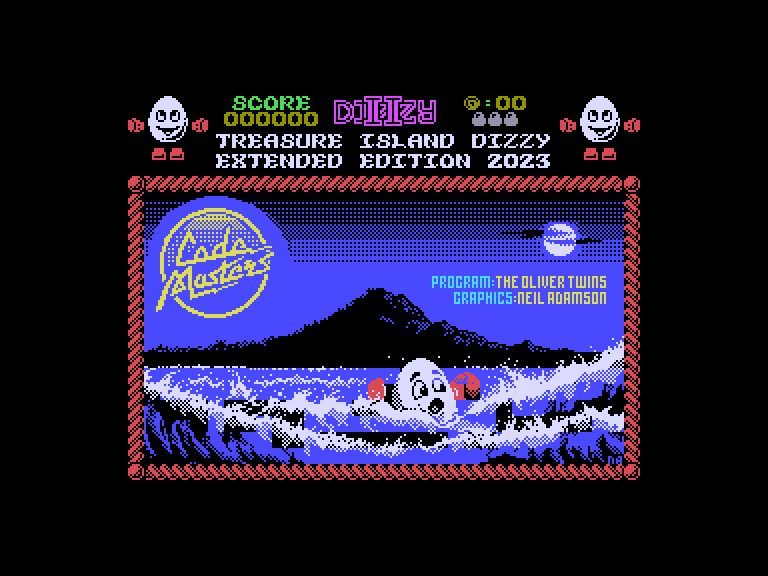 SCORE
000000
DIZZY
:00
TREASURE ISLAND DIZZY
EXTENDED EDITION 2023
Code
Masters
PROGRAM:THE OLIVER TWINS
GRAPHICS:NEIL ADAMSON
NA